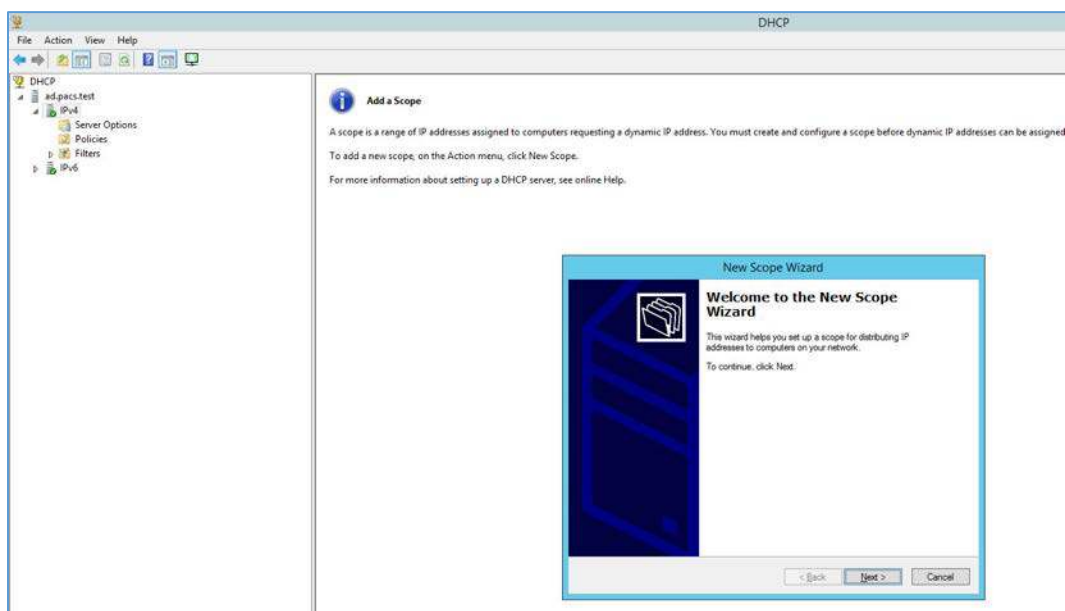 DHCP
File Action View Help
DHCP
ad.pacs.test
IPv4
Server Options
Policies
Filters
IPv6
Add a Scope
A scope is a range of IP addresses assigned to computers requesting a dynamic IP address. You must create and configure a scope before dynamic IP addresses can be assigned
To add a new scope, on the Action menu, click New Scope.
For more information about setting up a DHCP server, see online Help.
New Scope Wizard
Welcome to the New Scope
Wizard
This wizard helps you set up a scope for distributing IP
addresses to computers on your network.
To continue, click Next.
< Back Next > Cancel